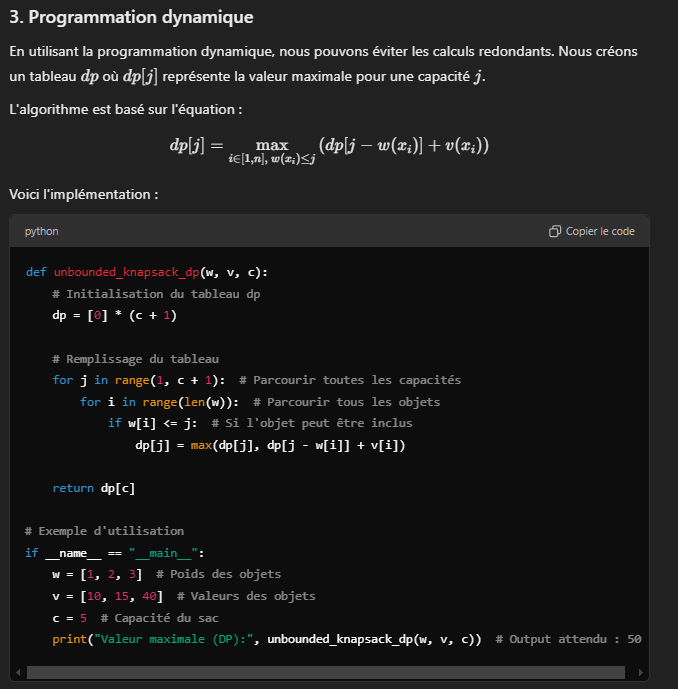 3. Programmation dynamique
En utilisant la programmation dynamique, nous pouvons éviter les calculs redondants. Nous créons
un tableau dp où dp[j] représente la valeur maximale pour une capacité j.
L'algorithme est basé sur l'équation :
dp[j] = max (dp[j − w(xᵢ)] + v(xᵢ))
i∈[1,n], w(xᵢ)≤j
Voici l'implémentation :
python Copier le code
def unbounded_knapsack_dp(w, v, c):
    # Initialisation du tableau dp
    dp = [0] * (c + 1)
    # Remplissage du tableau
    for j in range(1, c + 1):  # Parcourir toutes les capacités
        for i in range(len(w)):  # Parcourir tous les objets
            if w[i] <= j:  # Si l'objet peut être inclus
                dp[j] = max(dp[j], dp[j - w[i]] + v[i])
    return dp[c]
# Exemple d'utilisation
if __name__ == "__main__":
    w = [1, 2, 3]  # Poids des objets
    v = [10, 15, 40]  # Valeurs des objets
    c = 5  # Capacité du sac
    print("Valeur maximale (DP):", unbounded_knapsack_dp(w, v, c))  # Output attendu : 50